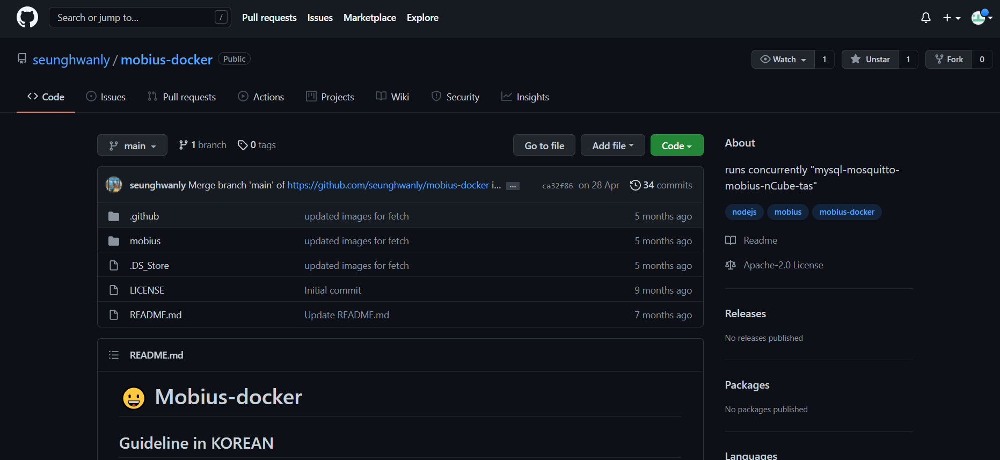 Search or jump to... /
Pull requests Issues Marketplace Explore
seunghwanly / mobius-docker Public
Watch 1 Unstar 1 Fork 0
Code Issues Pull requests Actions Projects Wiki Security Insights
main 1 branch 0 tags
Go to file Add file Code
seunghwanly Merge branch 'main' of https://github.com/seunghwanly/mobius-docker i... ... ca32f86 on 28 Apr 34 commits
.github updated images for fetch 5 months ago
mobius updated images for fetch 5 months ago
.DS_Store updated images for fetch 5 months ago
LICENSE Initial commit 9 months ago
README.md Update README.md 7 months ago
README.md
Mobius-docker
Guideline in KOREAN
About
runs concurrently "mysql-mosquitto-
mobius-nCube-tas"
nodejs mobius mobius-docker
Readme
Apache-2.0 License
Releases
No releases published
Packages
No packages published
Languages